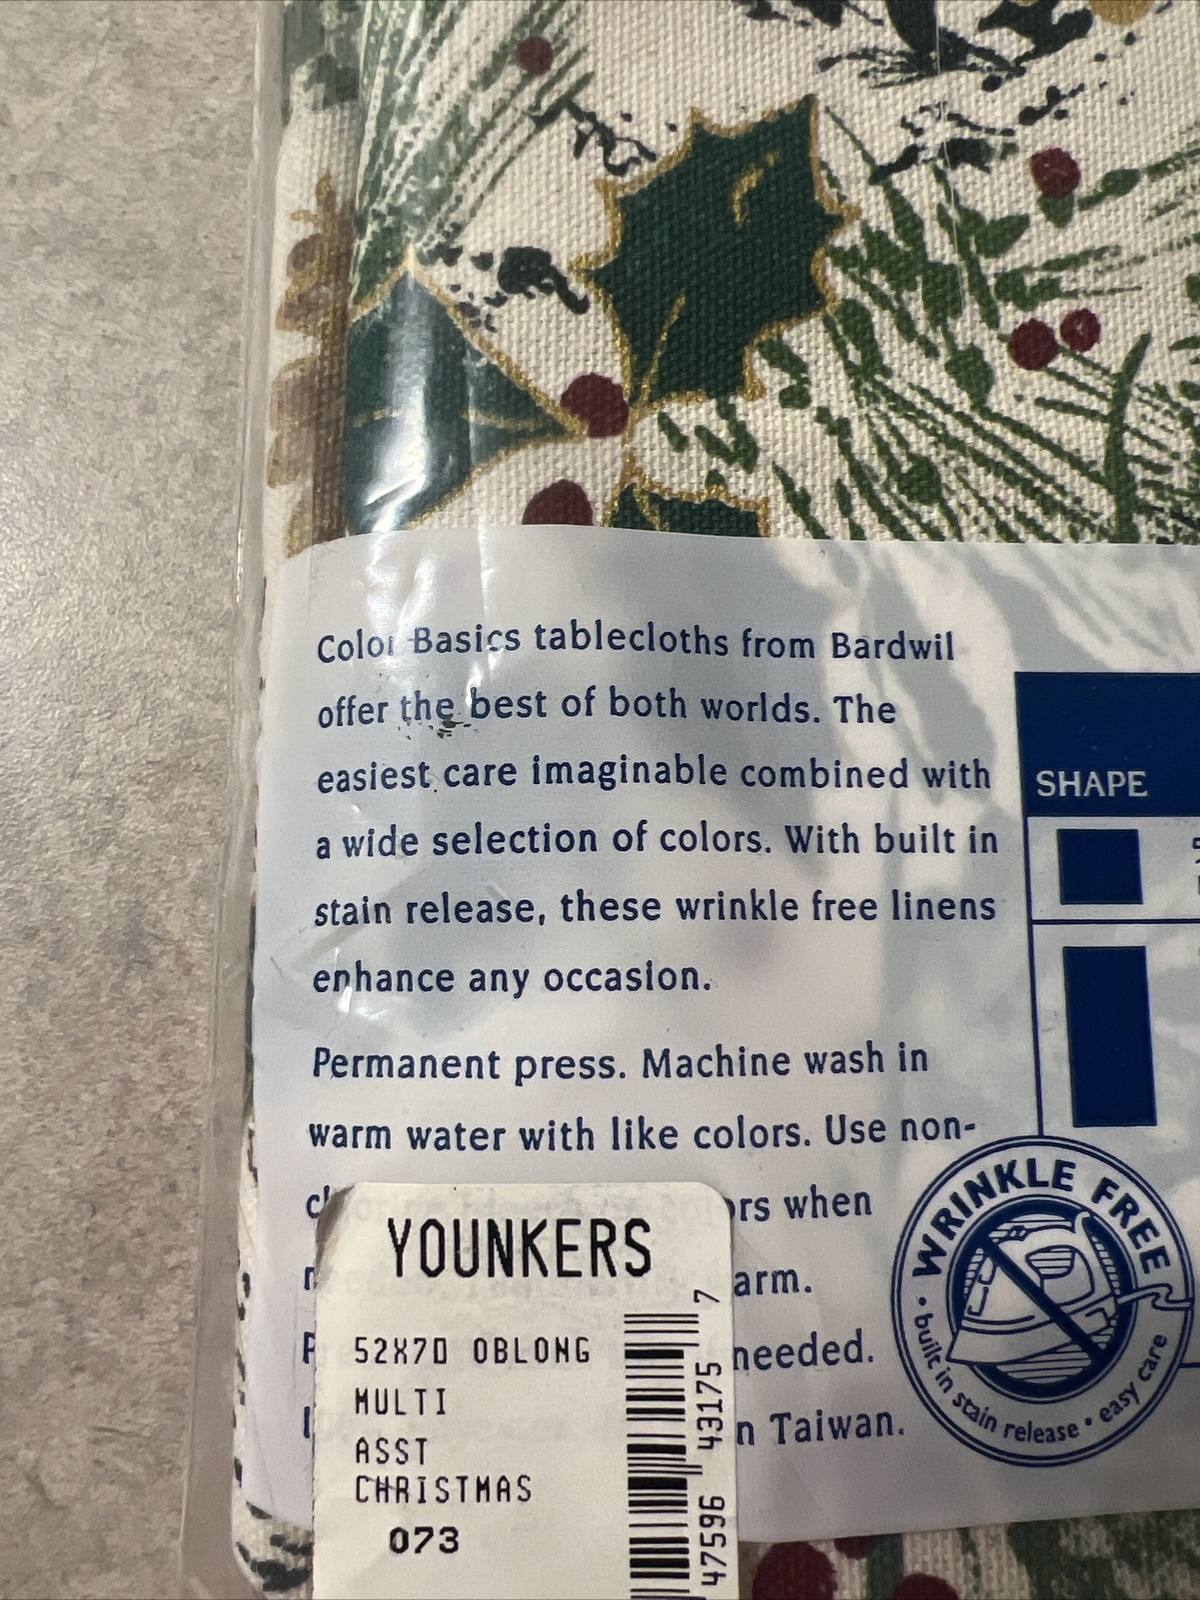 Color Basics tablecloths from Bardwil
offer the best of both worlds. The
easiest care imaginable combined with
a wide selection of colors. With built in
stain release, these wrinkle free linens
enhance any occasion.
Permanent press. Machine wash in
warm water with like colors. Use non-
when
needed.
Taiwan.
SHAPE
WRINKLE FREE
• built in stain release • easy care
YOUNKERS
52X70 OBLONG
MULTI
ASST
CHRISTMAS
073
47596 43175 7